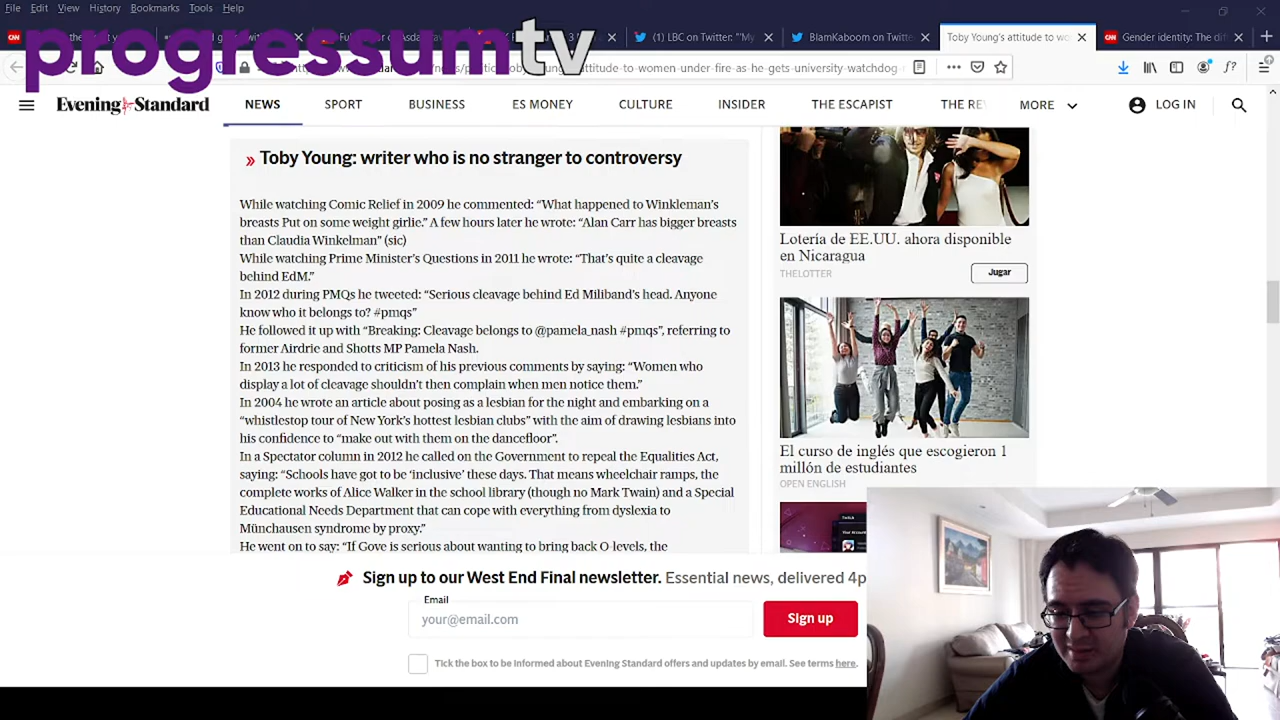 File Edit View History Bookmarks Tools Help
progressumtv
(1) LBC on Twitter: "'My
BlamKaboom on Twitter:
Toby Young's attitude to wo
Gender identity: The dif
attitude-to-women-under-fire-as-he-gets-university-watchdog-
Evening Standard
NEWS SPORT BUSINESS ES MONEY CULTURE INSIDER THE ESCAPIST THE REV MORE LOG IN
» Toby Young: writer who is no stranger to controversy
While watching Comic Relief in 2009 he commented: “What happened to Winkleman’s
breasts Put on some weight girlie.” A few hours later he wrote: “Alan Carr has bigger breasts
than Claudia Winkelman” (sic)
While watching Prime Minister’s Questions in 2011 he wrote: “That’s quite a cleavage
behind EdM.”
In 2012 during PMQs he tweeted: “Serious cleavage behind Ed Miliband’s head. Anyone
know who it belongs to? #pmqs”
He followed it up with “Breaking: Cleavage belongs to @pamela_nash #pmqs”, referring to
former Airdrie and Shotts MP Pamela Nash.
In 2013 he responded to criticism of his previous comments by saying: “Women who
display a lot of cleavage shouldn’t then complain when men notice them.”
In 2004 he wrote an article about posing as a lesbian for the night and embarking on a
“whistlestop tour of New York’s hottest lesbian clubs” with the aim of drawing lesbians into
his confidence to “make out with them on the dancefloor”.
In a Spectator column in 2012 he called on the Government to repeal the Equalities Act,
saying: “Schools have got to be ‘inclusive’ these days. That means wheelchair ramps, the
complete works of Alice Walker in the school library (though no Mark Twain) and a Special
Educational Needs Department that can cope with everything from dyslexia to
Münchausen syndrome by proxy.”
He went on to say: “If Gove is serious about wanting to bring back O-levels, the
Lotería de EE.UU. ahora disponible
en Nicaragua
THELOTTER
Jugar
El curso de inglés que escogieron 1
millón de estudiantes
OPEN ENGLISH
Sign up to our West End Final newsletter. Essential news, delivered 4p
Email
your@email.com
Sign up
Tick the box to be informed about Evening Standard offers and updates by email. See terms here.